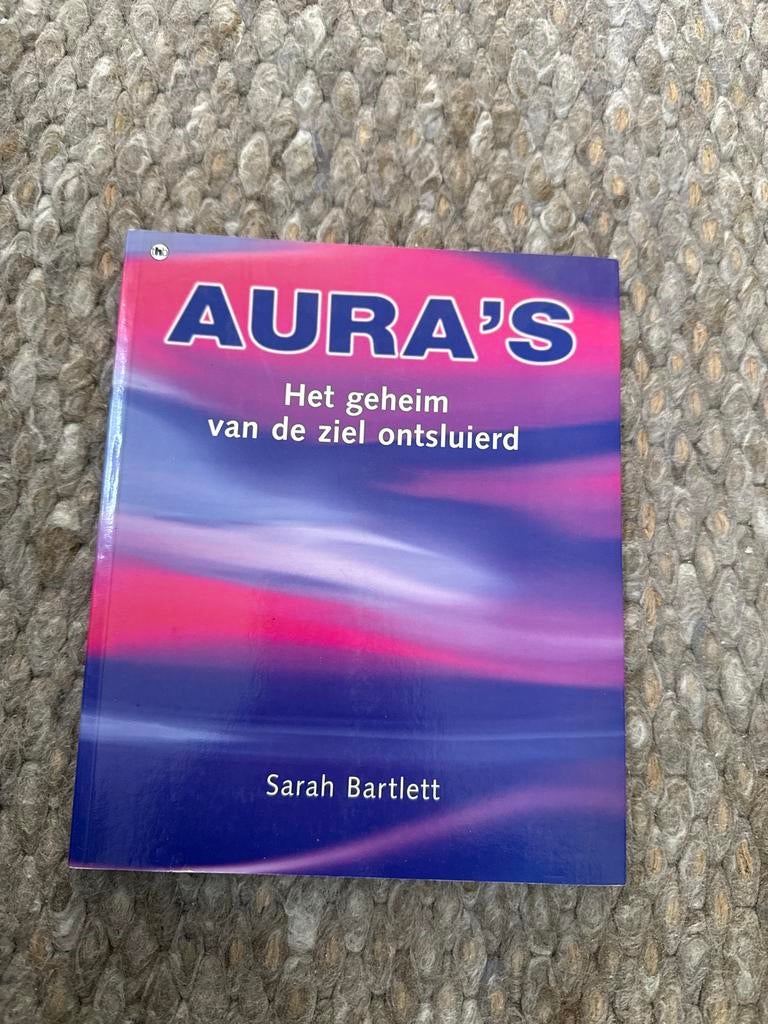 h
AURA’S
Het geheim
van de ziel ontsluierd
Sarah Bartlett